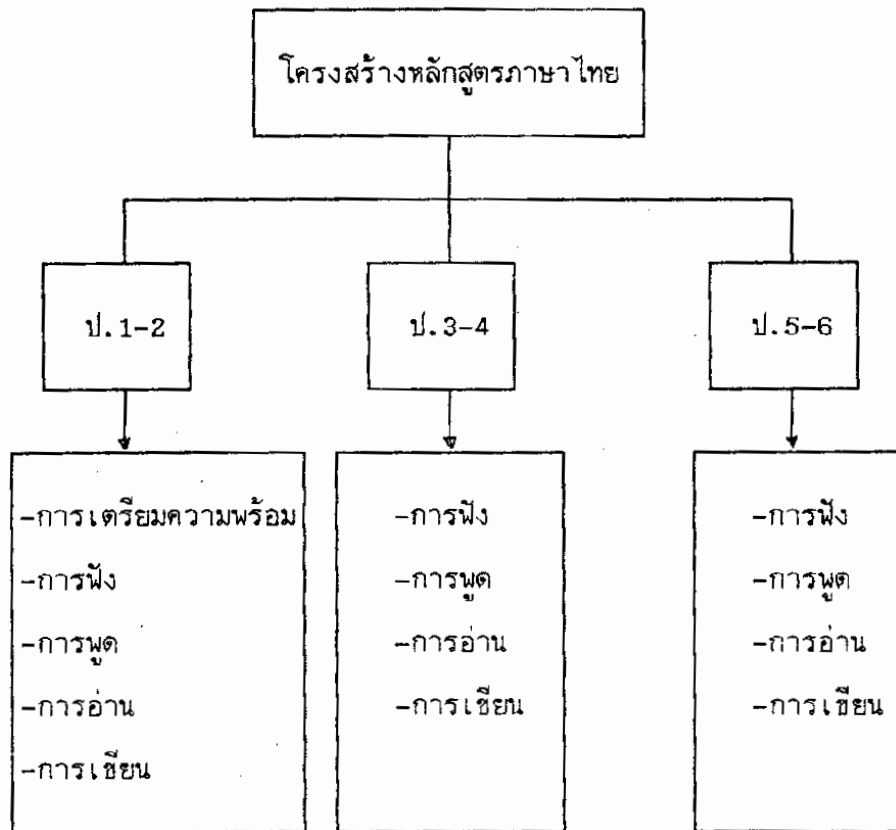 โครงสร้างหลักสูตรภาษาไทย
ป.1-2
ป.3-4
ป.5-6
-การเตรียมความพร้อม
-การฟัง
-การพูด
-การอ่าน
-การเขียน
-การฟัง
-การพูด
-การอ่าน
-การเขียน
-การฟัง
-การพูด
-การอ่าน
-การเขียน